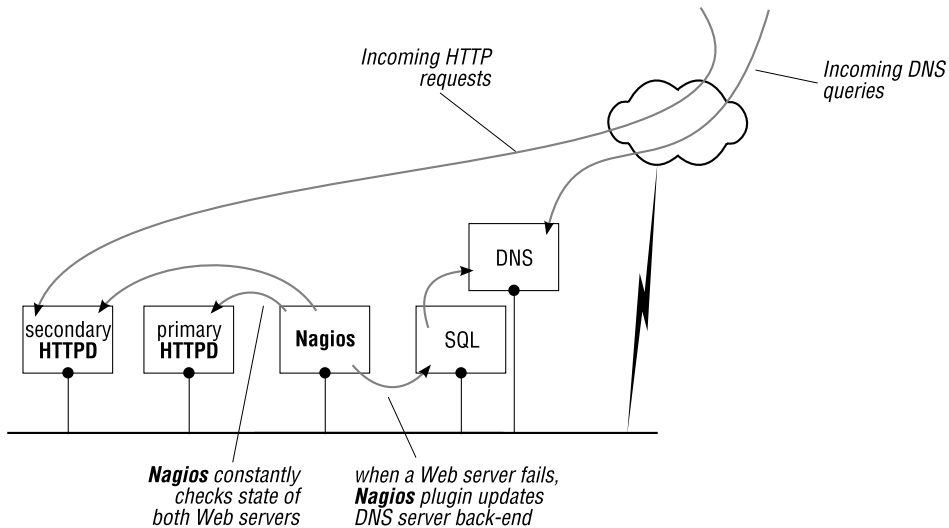 Incoming HTTP
requests
Incoming DNS
queries
DNS
secondary
HTTPD
primary
HTTPD
Nagios
SQL
Nagios constantly
checks state of
both Web servers
when a Web server fails,
Nagios plugin updates
DNS server back-end